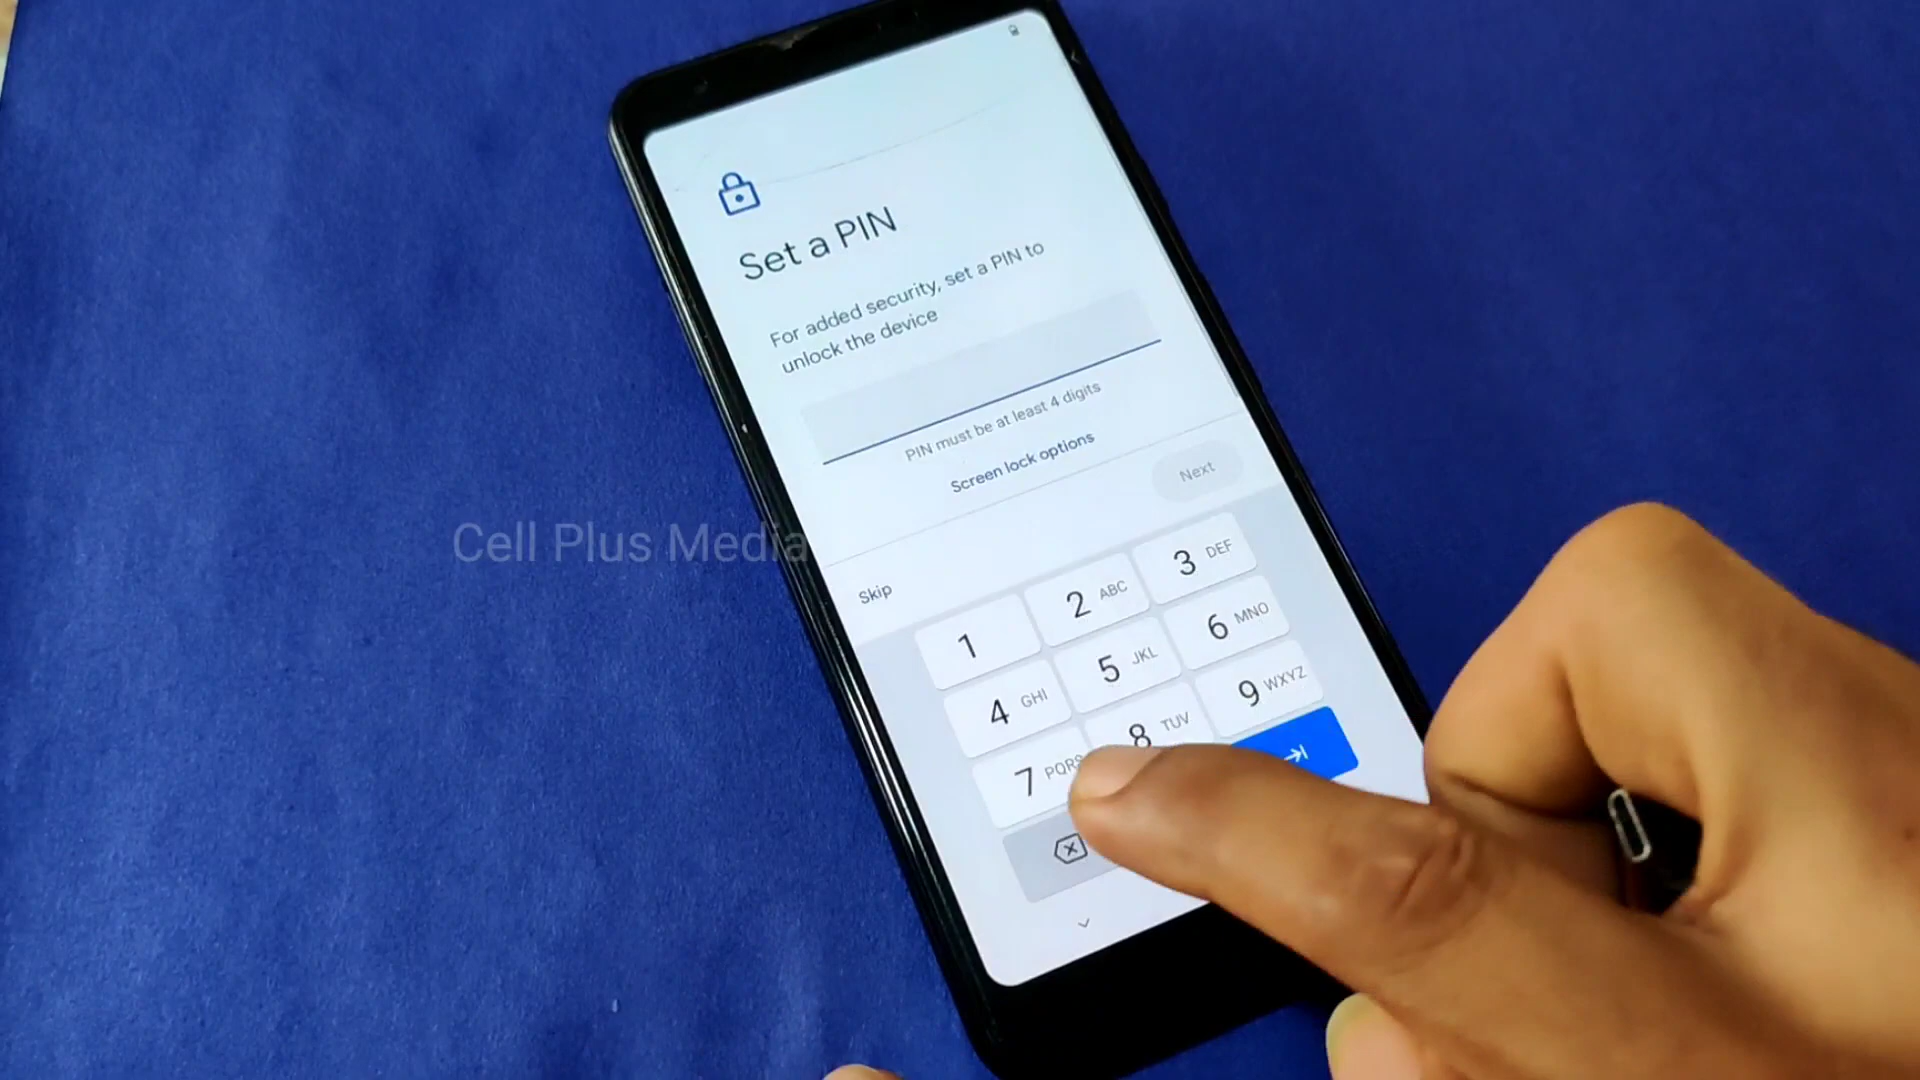 Set a PIN
For added security, set a PIN to
unlock the device
PIN must be at least 4 digits
Screen lock options
Next
Cell Plus Media
Skip
1
2 ABC
3 DEF
4 GHI
5 JKL
6 MNO
7 PQRS
8 TUV
9 WXYZ